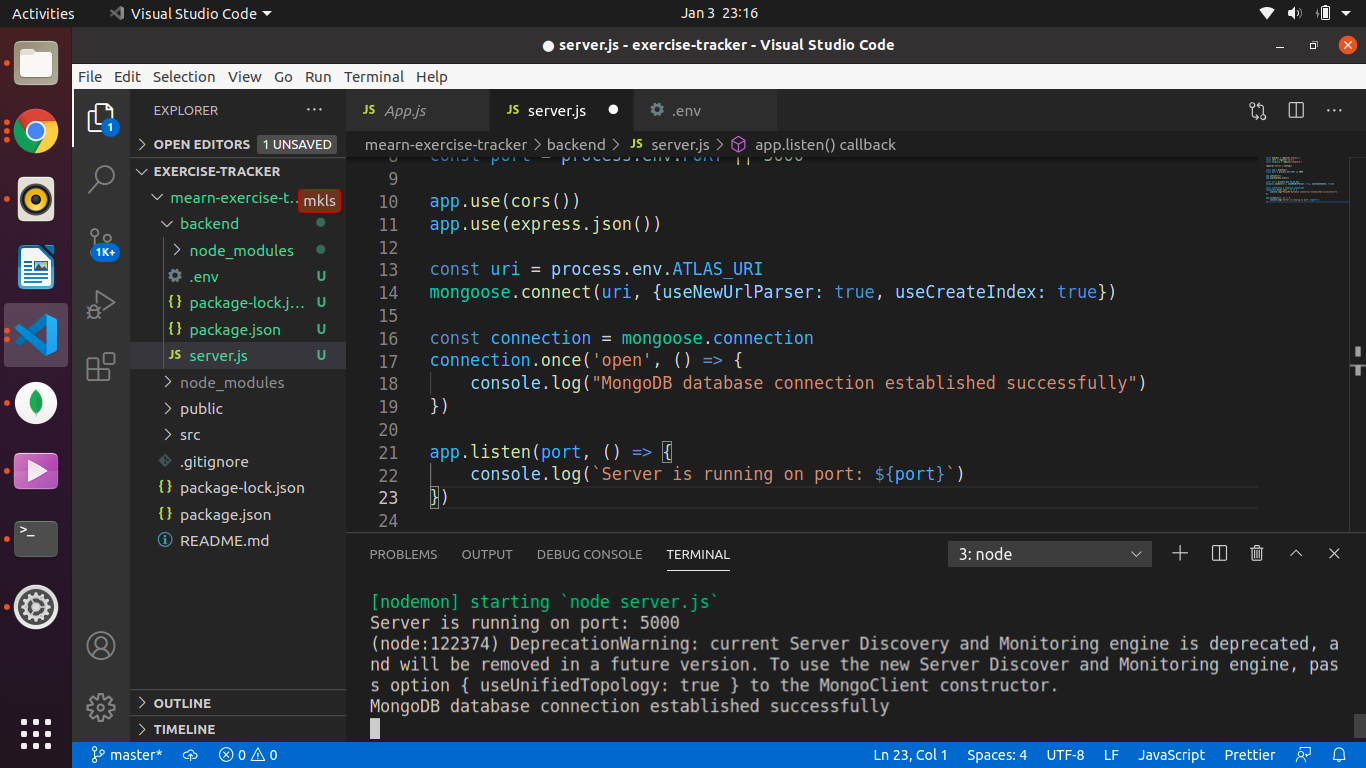 Activities Visual Studio Code Jan 3 23:16
● server.js - exercise-tracker - Visual Studio Code
File Edit Selection View Go Run Terminal Help
1
1K+
EXPLORER ···
OPEN EDITORS 1 UNSAVED
EXERCISE-TRACKER
mearn-exercise-t... mkls
backend
node_modules
.env U
{} package-lock.j... U
{} package.json U
JS server.js U
node_modules
public
src
.gitignore
{} package-lock.json
{} package.json
README.md
OUTLINE
TIMELINE
JS App.js JS server.js ● .env
mearn-exercise-tracker > backend > JS server.js > app.listen() callback
8 const port = process.env.PORT || 5000
9
10 app.use(cors())
11 app.use(express.json())
12
13 const uri = process.env.ATLAS_URI
14 mongoose.connect(uri, {useNewUrlParser: true, useCreateIndex: true})
15
16 const connection = mongoose.connection
17 connection.once('open', () => {
18     console.log("MongoDB database connection established successfully")
19 })
20
21 app.listen(port, () => {
22     console.log(`Server is running on port: ${port}`)
23 })
24
PROBLEMS OUTPUT DEBUG CONSOLE TERMINAL 3: node
[nodemon] starting `node server.js`
Server is running on port: 5000
(node:122374) DeprecationWarning: current Server Discovery and Monitoring engine is deprecated, a
nd will be removed in a future version. To use the new Server Discover and Monitoring engine, pas
s option { useUnifiedTopology: true } to the MongoClient constructor.
MongoDB database connection established successfully
master* 0 0 Ln 23, Col 1 Spaces: 4 UTF-8 LF JavaScript Prettier